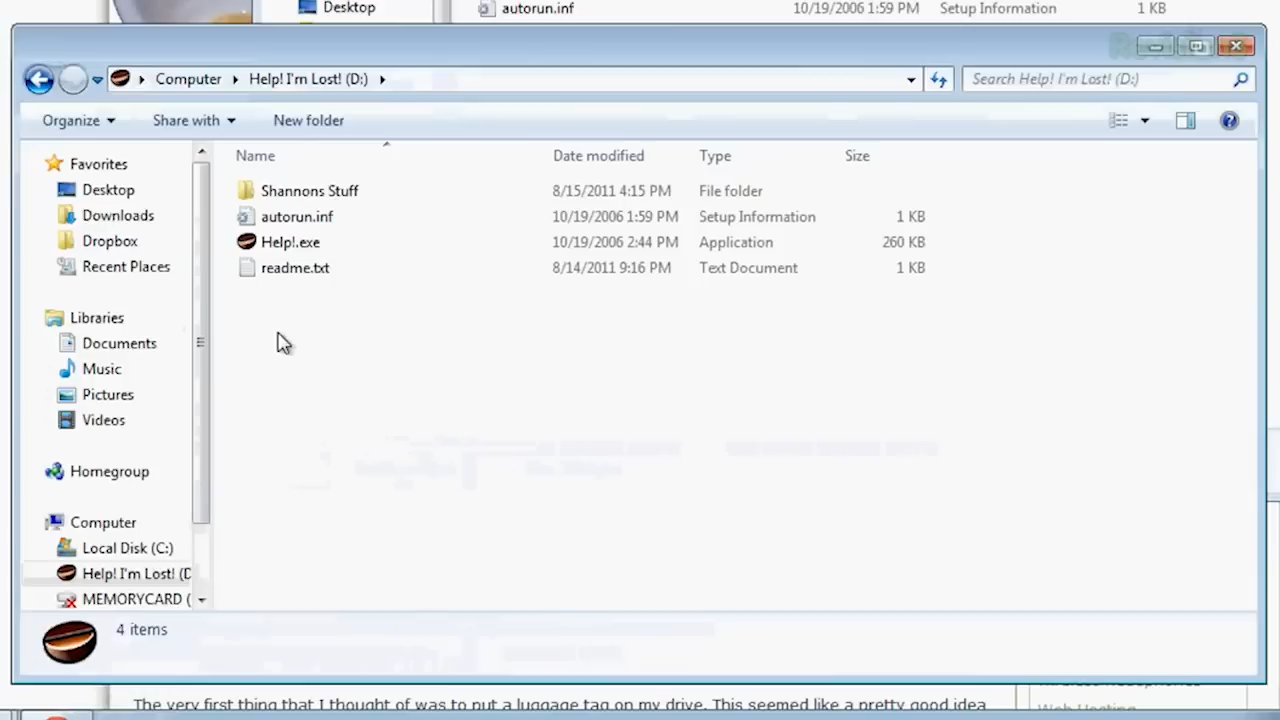 Desktop
autorun.inf 10/19/2006 1:59 PM Setup Information 1 KB
Computer Help! I'm Lost! (D:)
Search Help! I'm Lost! (D:)
Organize Share with New folder
Name Date modified Type Size
Favorites
Desktop
Downloads
Dropbox
Recent Places
Libraries
Documents
Music
Pictures
Videos
Homegroup
Computer
Local Disk (C:)
Help! I'm Lost! (D
MEMORYCARD (
Shannons Stuff 8/15/2011 4:15 PM File folder
autorun.inf 10/19/2006 1:59 PM Setup Information 1 KB
Help!.exe 10/19/2006 2:44 PM Application 260 KB
readme.txt 8/14/2011 9:16 PM Text Document 1 KB
4 items
The very first thing that I thought of was to put a luggage tag on my drive. This seemed like a pretty good idea
Web Hosting